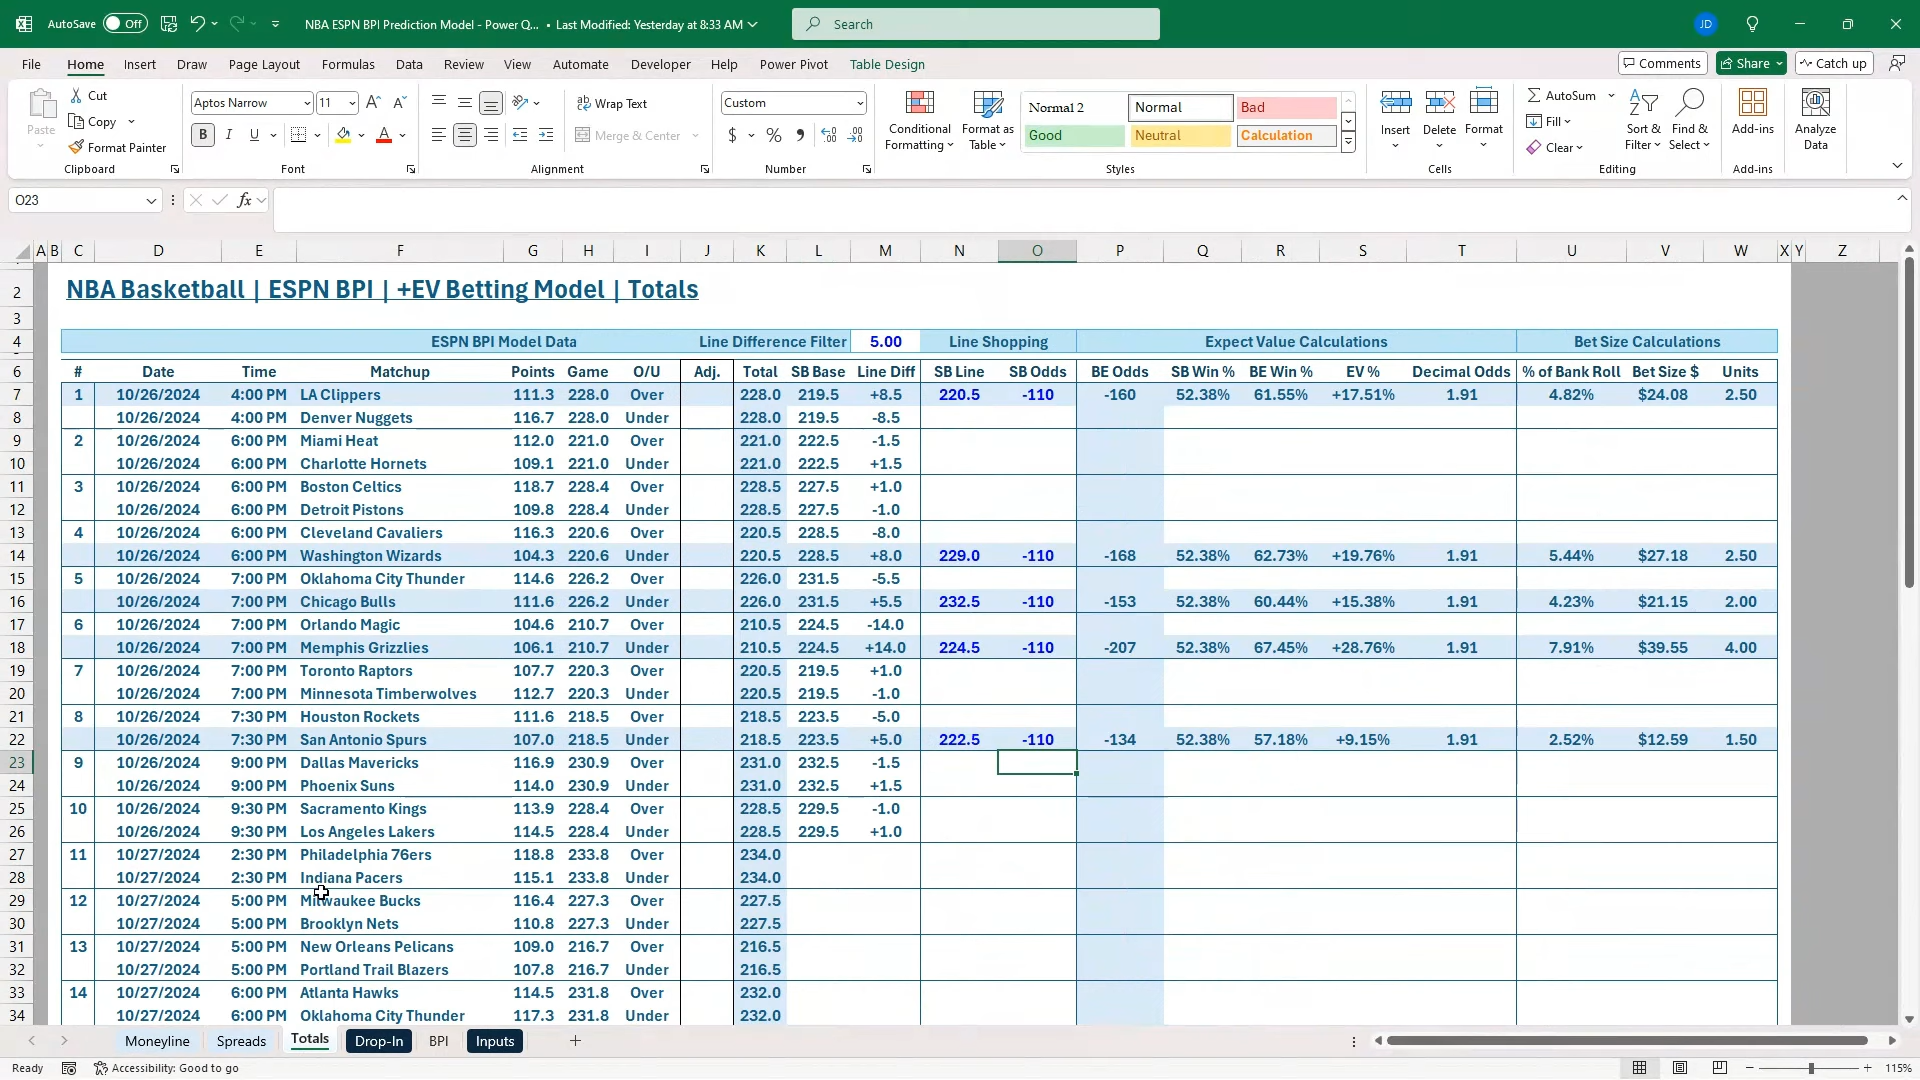 AutoSave Off NBA ESPN BPI Prediction Model - Power Q... • Last Modified: Yesterday at 8:33 AM Search JD
File Home Insert Draw Page Layout Formulas Data Review View Automate Developer Help Power Pivot Table Design Comments Share Catch up
Paste Cut Copy Format Painter Clipboard
Aptos Narrow 11 B I U A Font
ab Wrap Text Merge & Center Alignment
Custom $ % , Number
Conditional Formatting Format as Table Normal 2 Normal Bad Good Neutral Calculation Styles
Insert Delete Format Cells
AutoSum Fill Clear Sort & Filter Find & Select Editing
Add-ins Add-ins
Analyze Data
O23 fx
A B C D E F G H I J K L M N O P Q R S T U V W X Y Z
2 NBA Basketball | ESPN BPI | +EV Betting Model | Totals
3
4 ESPN BPI Model Data Line Difference Filter 5.00 Line Shopping Expect Value Calculations Bet Size Calculations
6 # Date Time Matchup Points Game O/U Adj. Total SB Base Line Diff SB Line SB Odds BE Odds SB Win % BE Win % EV % Decimal Odds % of Bank Roll Bet Size $ Units
7 1 10/26/2024 4:00 PM LA Clippers 111.3 228.0 Over 228.0 219.5 +8.5 220.5 -110 -160 52.38% 61.55% +17.51% 1.91 4.82% $24.08 2.50
8 10/26/2024 4:00 PM Denver Nuggets 116.7 228.0 Under 228.0 219.5 -8.5
9 2 10/26/2024 6:00 PM Miami Heat 112.0 221.0 Over 221.0 222.5 -1.5
10 10/26/2024 6:00 PM Charlotte Hornets 109.1 221.0 Under 221.0 222.5 +1.5
11 3 10/26/2024 6:00 PM Boston Celtics 118.7 228.4 Over 228.5 227.5 +1.0
12 10/26/2024 6:00 PM Detroit Pistons 109.8 228.4 Under 228.5 227.5 -1.0
13 4 10/26/2024 6:00 PM Cleveland Cavaliers 116.3 220.6 Over 220.5 228.5 -8.0
14 10/26/2024 6:00 PM Washington Wizards 104.3 220.6 Under 220.5 228.5 +8.0 229.0 -110 -168 52.38% 62.73% +19.76% 1.91 5.44% $27.18 2.50
15 5 10/26/2024 7:00 PM Oklahoma City Thunder 114.6 226.2 Over 226.0 231.5 -5.5
16 10/26/2024 7:00 PM Chicago Bulls 111.6 226.2 Under 226.0 231.5 +5.5 232.5 -110 -153 52.38% 60.44% +15.38% 1.91 4.23% $21.15 2.00
17 6 10/26/2024 7:00 PM Orlando Magic 104.6 210.7 Over 210.5 224.5 -14.0
18 10/26/2024 7:00 PM Memphis Grizzlies 106.1 210.7 Under 210.5 224.5 +14.0 224.5 -110 -207 52.38% 67.45% +28.76% 1.91 7.91% $39.55 4.00
19 7 10/26/2024 7:00 PM Toronto Raptors 107.7 220.3 Over 220.5 219.5 +1.0
20 10/26/2024 7:00 PM Minnesota Timberwolves 112.7 220.3 Under 220.5 219.5 -1.0
21 8 10/26/2024 7:30 PM Houston Rockets 111.6 218.5 Over 218.5 223.5 -5.0
22 10/26/2024 7:30 PM San Antonio Spurs 107.0 218.5 Under 218.5 223.5 +5.0 222.5 -110 -134 52.38% 57.18% +9.15% 1.91 2.52% $12.59 1.50
23 9 10/26/2024 9:00 PM Dallas Mavericks 116.9 230.9 Over 231.0 232.5 -1.5
24 10/26/2024 9:00 PM Phoenix Suns 114.0 230.9 Under 231.0 232.5 +1.5
25 10 10/26/2024 9:30 PM Sacramento Kings 113.9 228.4 Over 228.5 229.5 -1.0
26 10/26/2024 9:30 PM Los Angeles Lakers 114.5 228.4 Under 228.5 229.5 +1.0
27 11 10/27/2024 2:30 PM Philadelphia 76ers 118.8 233.8 Over 234.0
28 10/27/2024 2:30 PM Indiana Pacers 115.1 233.8 Under 234.0
29 12 10/27/2024 5:00 PM Milwaukee Bucks 116.4 227.3 Over 227.5
30 10/27/2024 5:00 PM Brooklyn Nets 110.8 227.3 Under 227.5
31 13 10/27/2024 5:00 PM New Orleans Pelicans 109.0 216.7 Over 216.5
32 10/27/2024 5:00 PM Portland Trail Blazers 107.8 216.7 Under 216.5
33 14 10/27/2024 6:00 PM Atlanta Hawks 114.5 231.8 Over 232.0
34 10/27/2024 6:00 PM Oklahoma City Thunder 117.3 231.8 Under 232.0
Moneyline Spreads Totals Drop-In BPI Inputs
Ready Accessibility: Good to go 115%